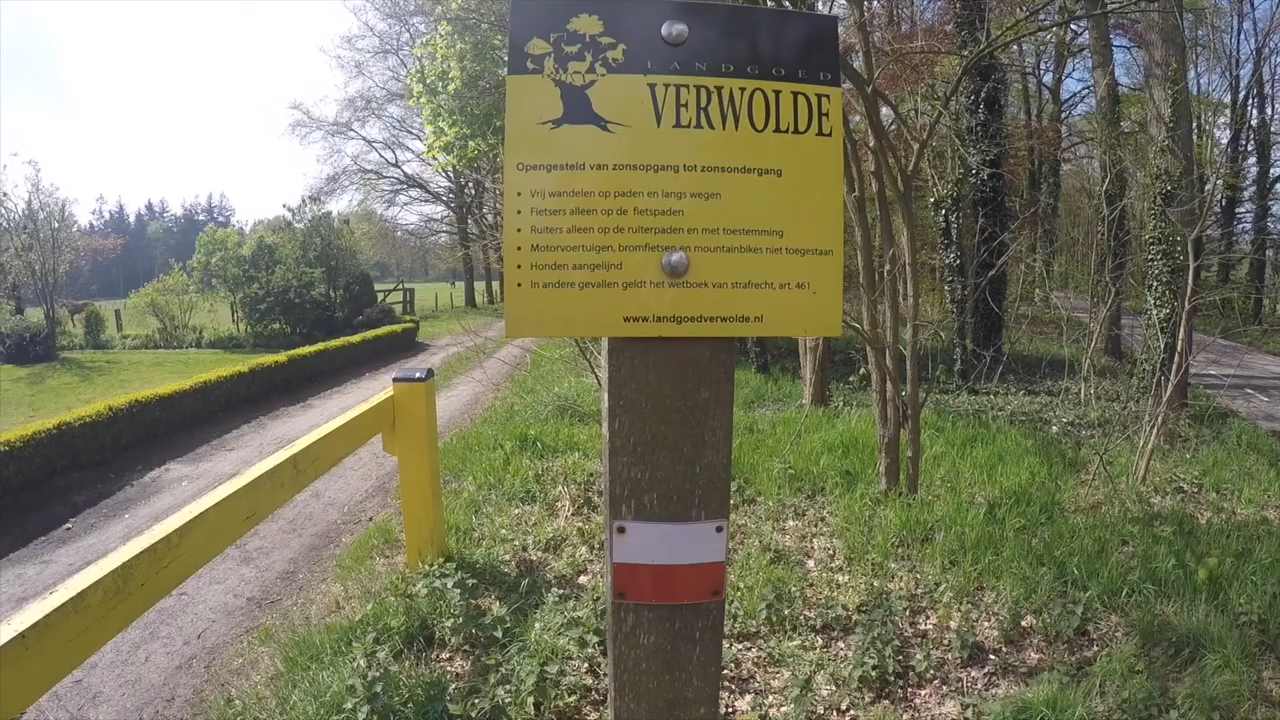 LANDGOED
VERWOLDE
Opengesteld van zonsopgang tot zonsondergang
• Vrij wandelen op paden en langs wegen
• Fietsers alleen op de fietspaden
• Ruiters alleen op de ruiterpaden en met toestemming
• Motorvoertuigen, bromfietsen en mountainbikes niet toegestaan
• Honden aangelijnd
• In andere gevallen geldt het wetboek van strafrecht, art. 461
www.landgoedverwolde.nl